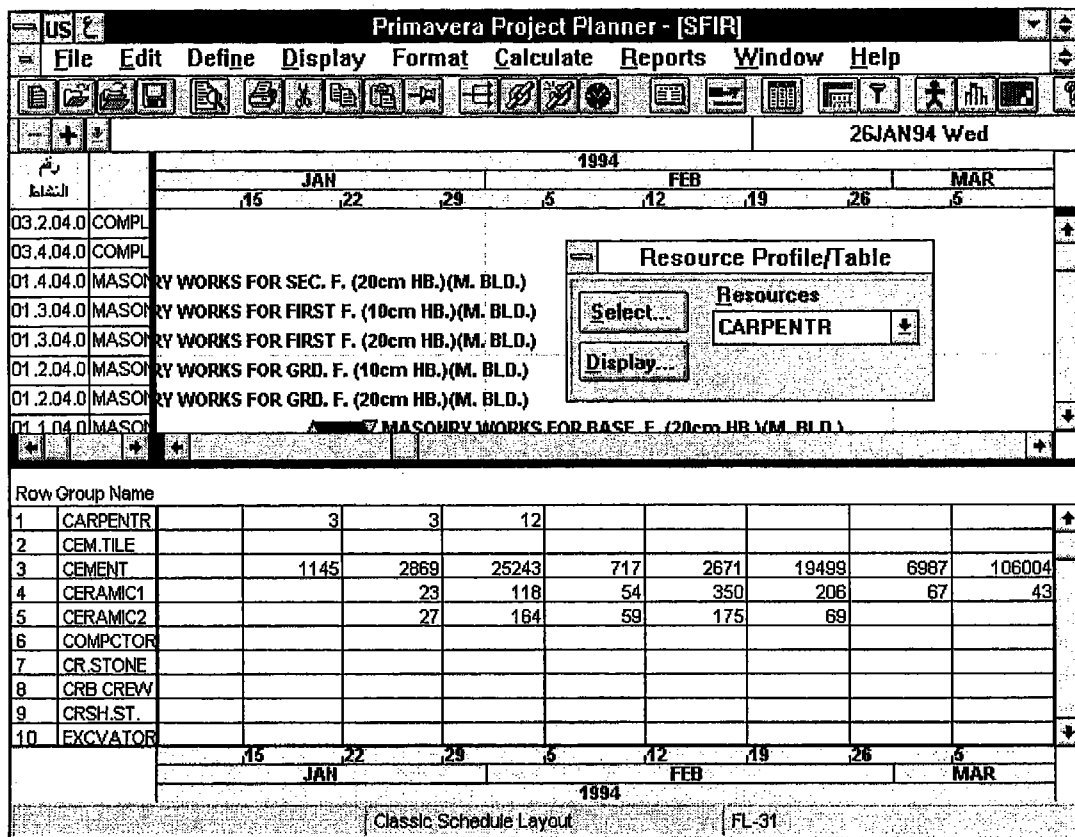 US ع Primavera Project Planner - [SFIR]
File Edit Define Display Format Calculate Reports Window Help
26JAN94 Wed
رقم النشاط
1994
JAN FEB MAR
15 22 29 5 12 19 26 5
03.2.04.0 COMPL
03.4.04.0 COMPL
01.4.04.0 MASONRY WORKS FOR SEC. F. (20cm HB.)(M. BLD.)
01.3.04.0 MASONRY WORKS FOR FIRST F. (10cm HB.)(M. BLD.)
01.3.04.0 MASONRY WORKS FOR FIRST F. (20cm HB.)(M. BLD.)
01.2.04.0 MASONRY WORKS FOR GRD. F. (10cm HB.)(M. BLD.)
01.2.04.0 MASONRY WORKS FOR GRD. F. (20cm HB.)(M. BLD.)
01.1.04.0 MASON MASONRY WORKS FOR BASE. F. (20cm HB.)(M. BLD.)
Resource Profile/Table
Select...
Display...
Resources
CARPENTR
Row Group Name
1 CARPENTR 3 3 12
2 CEM.TILE
3 CEMENT 1145 2869 25243 717 2671 19499 6987 106004
4 CERAMIC1 23 118 54 350 206 67 43
5 CERAMIC2 27 164 59 175 69
6 COMPCTOR
7 CR.STONE
8 CRB CREW
9 CRSH.ST.
10 EXCVATOR
15 22 29 5 12 19 26 5
JAN FEB MAR
1994
Classic Schedule Layout FL-31